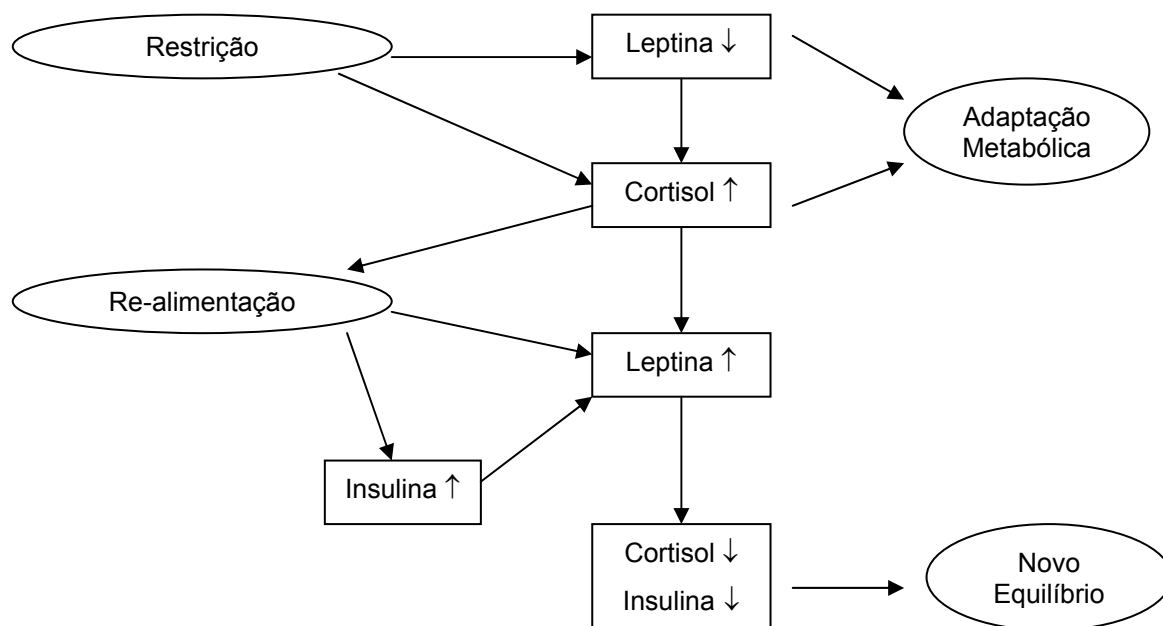 Restrição
Leptina ↓
Adaptação
Metabólica
Cortisol ↑
Re-alimentação
Leptina ↑
Insulina ↑
Cortisol ↓
Insulina ↓
Novo
Equilíbrio